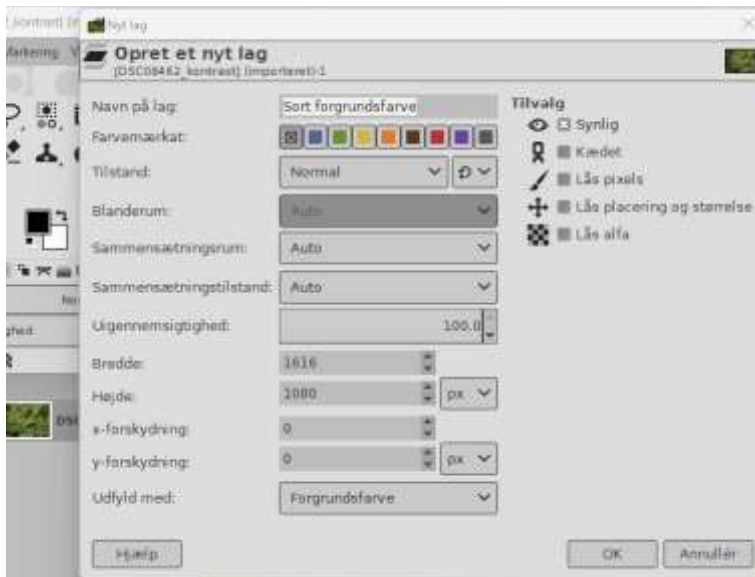 Nyt lag
Opret et nyt lag
[DSC08462_kontrast] (importeret)-1
Navn på lag: Sort forgrundsfarve
Farvemærkat:
Tilstand: Normal
Blanderum: Auto
Sammensætningsrum: Auto
Sammensætningstilstand: Auto
Uigennemsigtighed: 100.0
Bredde: 1616
Højde: 1080 px
x-forskydning: 0
y-forskydning: 0 px
Udfyld med: Forgrundsfarve
Tilvalg
Synlig
Kædet
Lås pixels
Lås placering og størrelse
Lås alfa
Hjælp
OK
Annullér